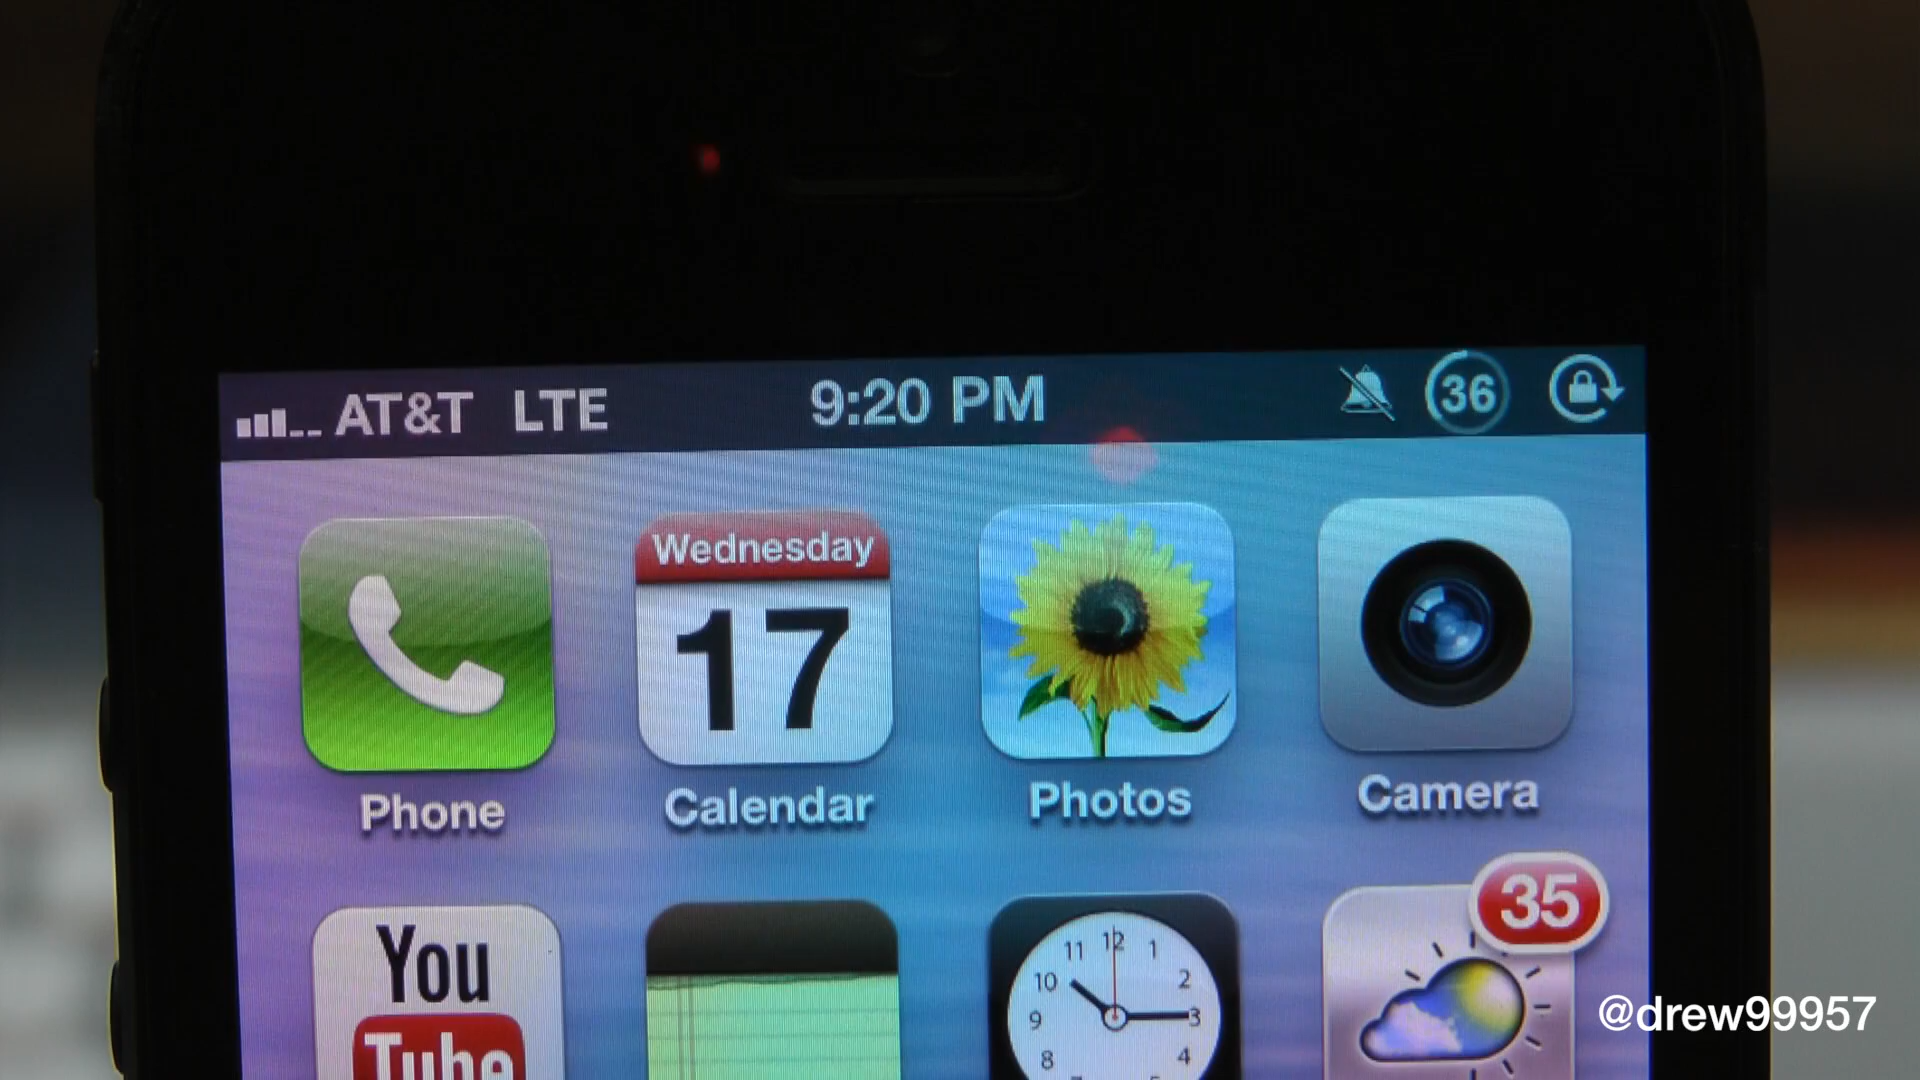 AT&T LTE 9:20 PM 36
Wednesday
17
Phone Calendar Photos Camera
35
You
Tube
11 12 1
10 2
9 3
8 4
@drew99957